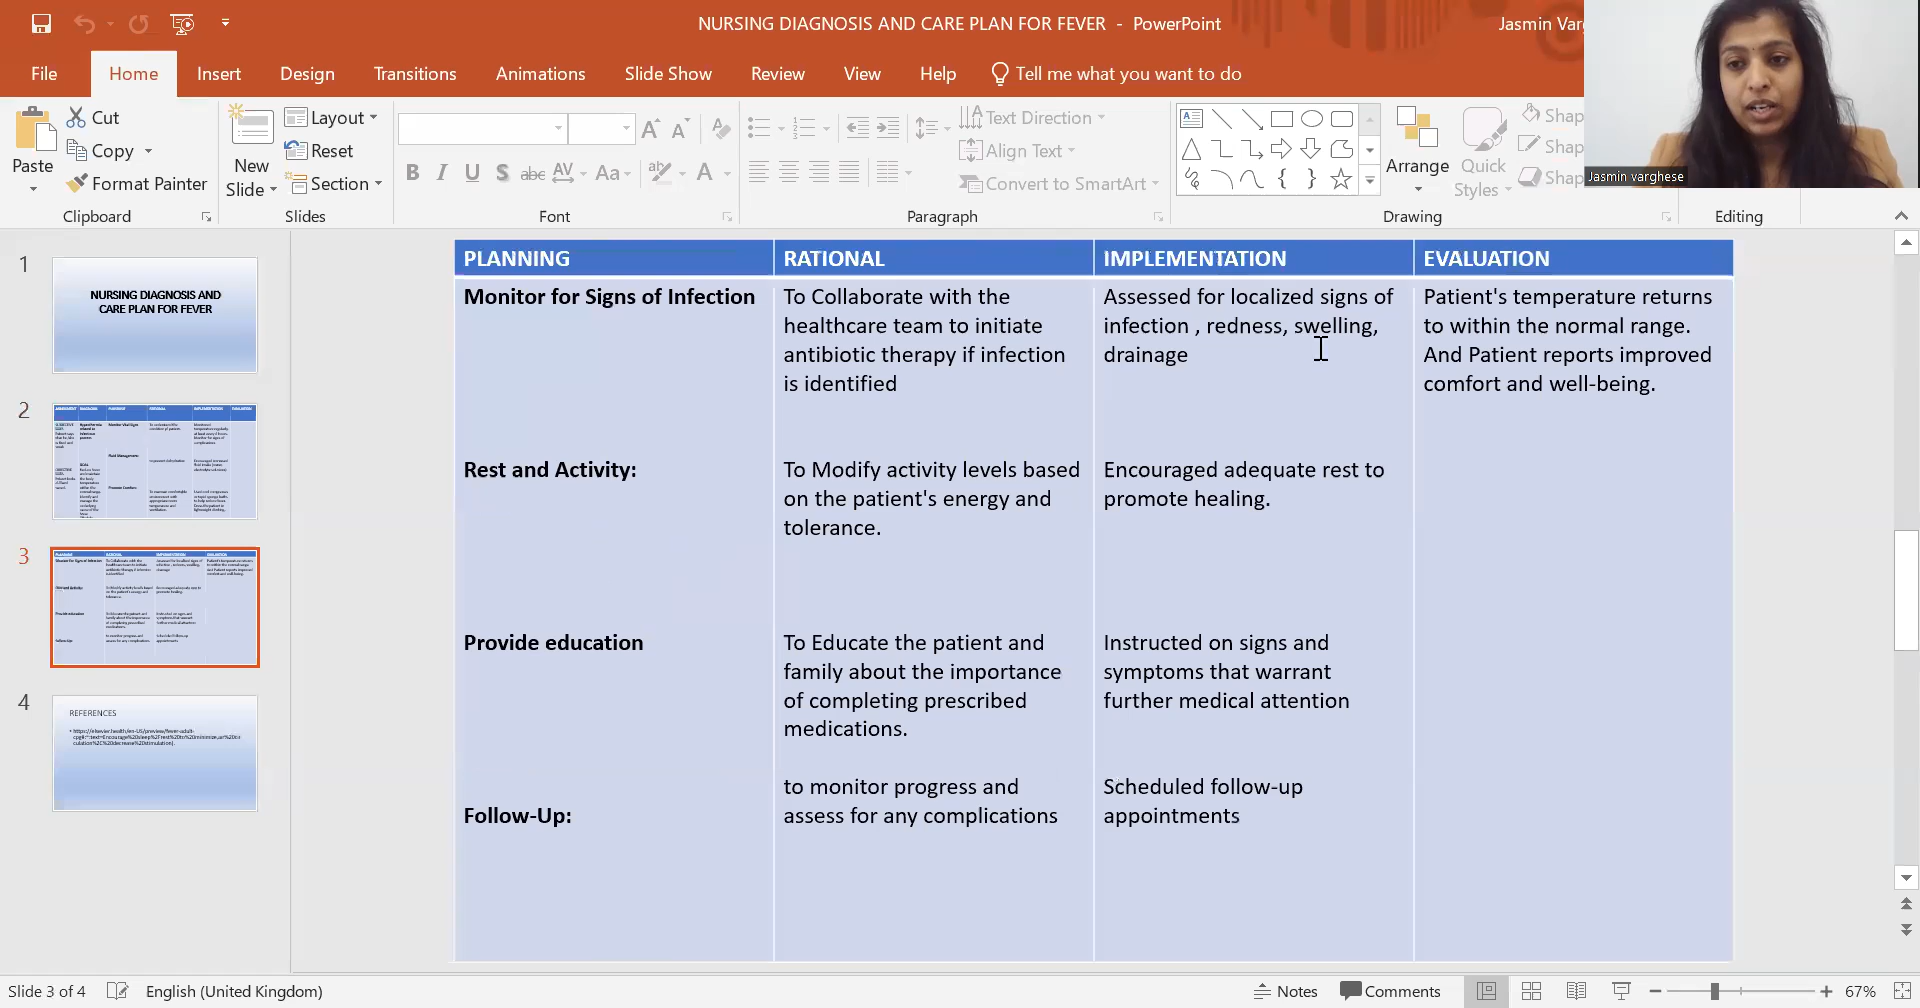 NURSING DIAGNOSIS AND CARE PLAN FOR FEVER - PowerPoint
Jasmin
File
Home
Insert
Design
Transitions
Animations
Slide Show
Review
View
Help
Tell me what you want to do
Paste
Cut
Copy
Format Painter
Clipboard
New
Slide
Layout
Reset
Section
Slides
B I U S abc AV Aa A
Font
Text Direction
Align Text
Convert to SmartArt
Paragraph
Arrange
Quick
Styles
Drawing
Editing
Jasmin varghese
1
NURSING DIAGNOSIS AND
CARE PLAN FOR FEVER
2
3
4
REFERENCES
PLANNING
RATIONAL
IMPLEMENTATION
EVALUATION
Monitor for Signs of Infection
To Collaborate with the
healthcare team to initiate
antibiotic therapy if infection
is identified
Assessed for localized signs of
infection , redness, swelling,
drainage
Patient's temperature returns
to within the normal range.
And Patient reports improved
comfort and well-being.
Rest and Activity:
To Modify activity levels based
on the patient's energy and
tolerance.
Encouraged adequate rest to
promote healing.
Provide education
To Educate the patient and
family about the importance
of completing prescribed
medications.
Instructed on signs and
symptoms that warrant
further medical attention
Follow-Up:
to monitor progress and
assess for any complications
Scheduled follow-up
appointments
Slide 3 of 4
English (United Kingdom)
Notes
Comments
67%